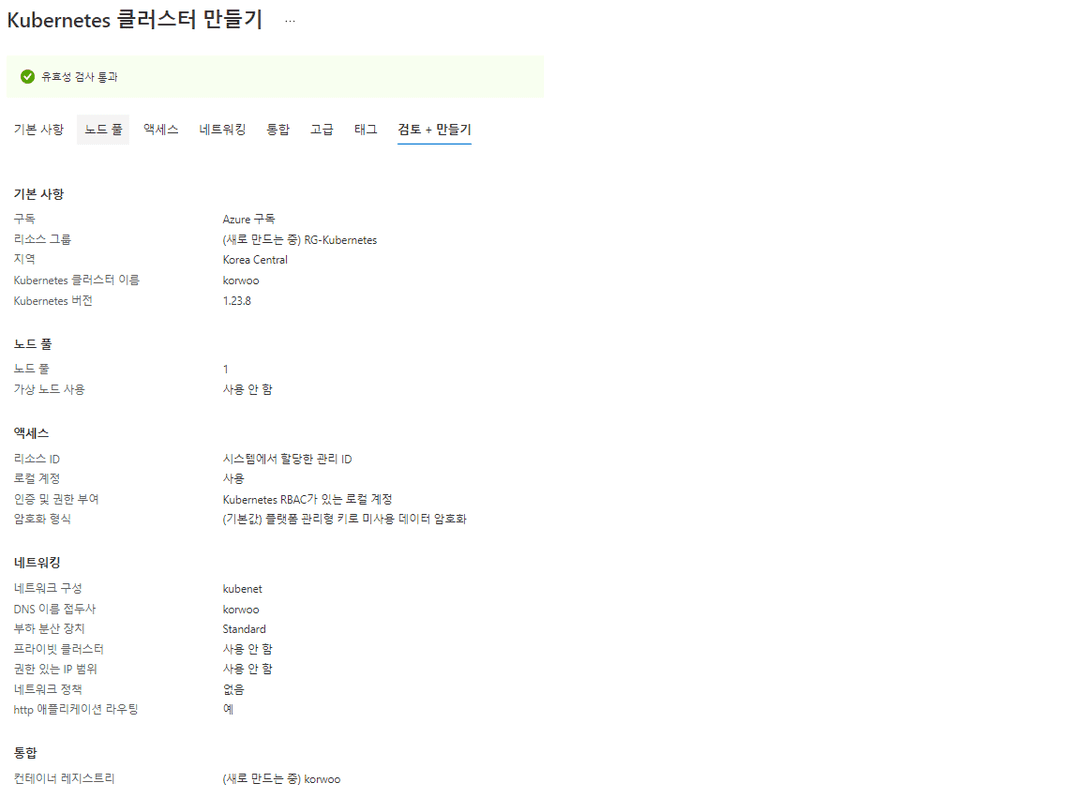 Kubernetes 클러스터 만들기 ...
유효성 검사 통과
기본 사항 노드 풀 액세스 네트워킹 통합 고급 태그 검토 + 만들기
기본 사항
구독 Azure 구독
리소스 그룹 (새로 만드는 중) RG-Kubernetes
지역 Korea Central
Kubernetes 클러스터 이름 korwoo
Kubernetes 버전 1.23.8
노드 풀
노드 풀 1
가상 노드 사용 사용 안 함
액세스
리소스 ID 시스템에서 할당한 관리 ID
로컬 계정 사용
인증 및 권한 부여 Kubernetes RBAC가 있는 로컬 계정
암호화 형식 (기본값) 플랫폼 관리형 키로 미사용 데이터 암호화
네트워킹
네트워크 구성 kubenet
DNS 이름 접두사 korwoo
부하 분산 장치 Standard
프라이빗 클러스터 사용 안 함
권한 있는 IP 범위 사용 안 함
네트워크 정책 없음
http 애플리케이션 라우팅 예
통합
컨테이너 레지스트리 (새로 만드는 중) korwoo